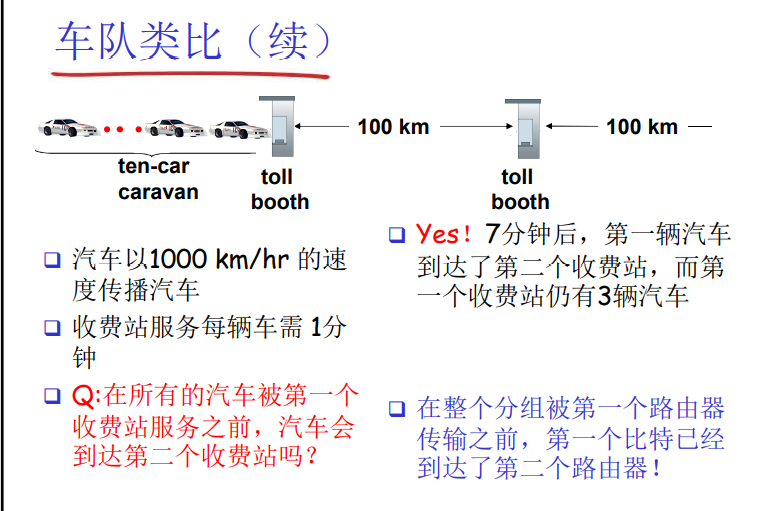 车队类比（续）
100 km
100 km
ten-car
caravan
toll
booth
toll
booth
汽车以1000 km/hr 的速
度传播汽车
收费站服务每辆车需 1分
钟
Q:在所有的汽车被第一个
收费站服务之前，汽车会
到达第二个收费站吗？
Yes！7分钟后，第一辆汽车
到达了第二个收费站，而第
一个收费站仍有3辆汽车
在整个分组被第一个路由器
传输之前，第一个比特已经
到达了第二个路由器！